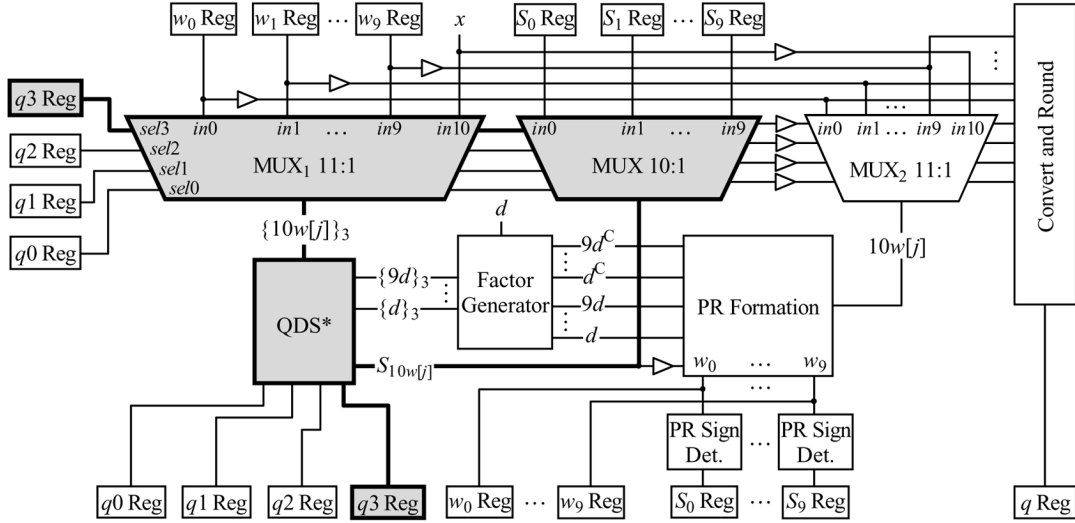 w0 Reg w1 Reg ... w9 Reg x S0 Reg S1 Reg ... S9 Reg
q3 Reg
sel3 in0 in1 ... in9 in10 in0 in1 ... in9 in0 in1 ... in9 in10
q2 Reg sel2
MUX1 11:1 MUX 10:1 MUX2 11:1
sel1
q1 Reg sel0
Convert and Round
{10w[j]}3 d 10w[j]
q0 Reg
9d^C
{9d}3 Factor Generator d^C
QDS* {d}3 9d PR Formation
d
S10w[j] w0 ... w9
...
PR Sign Det. ... PR Sign Det.
q0 Reg q1 Reg q2 Reg q3 Reg w0 Reg ... w9 Reg S0 Reg ... S9 Reg q Reg